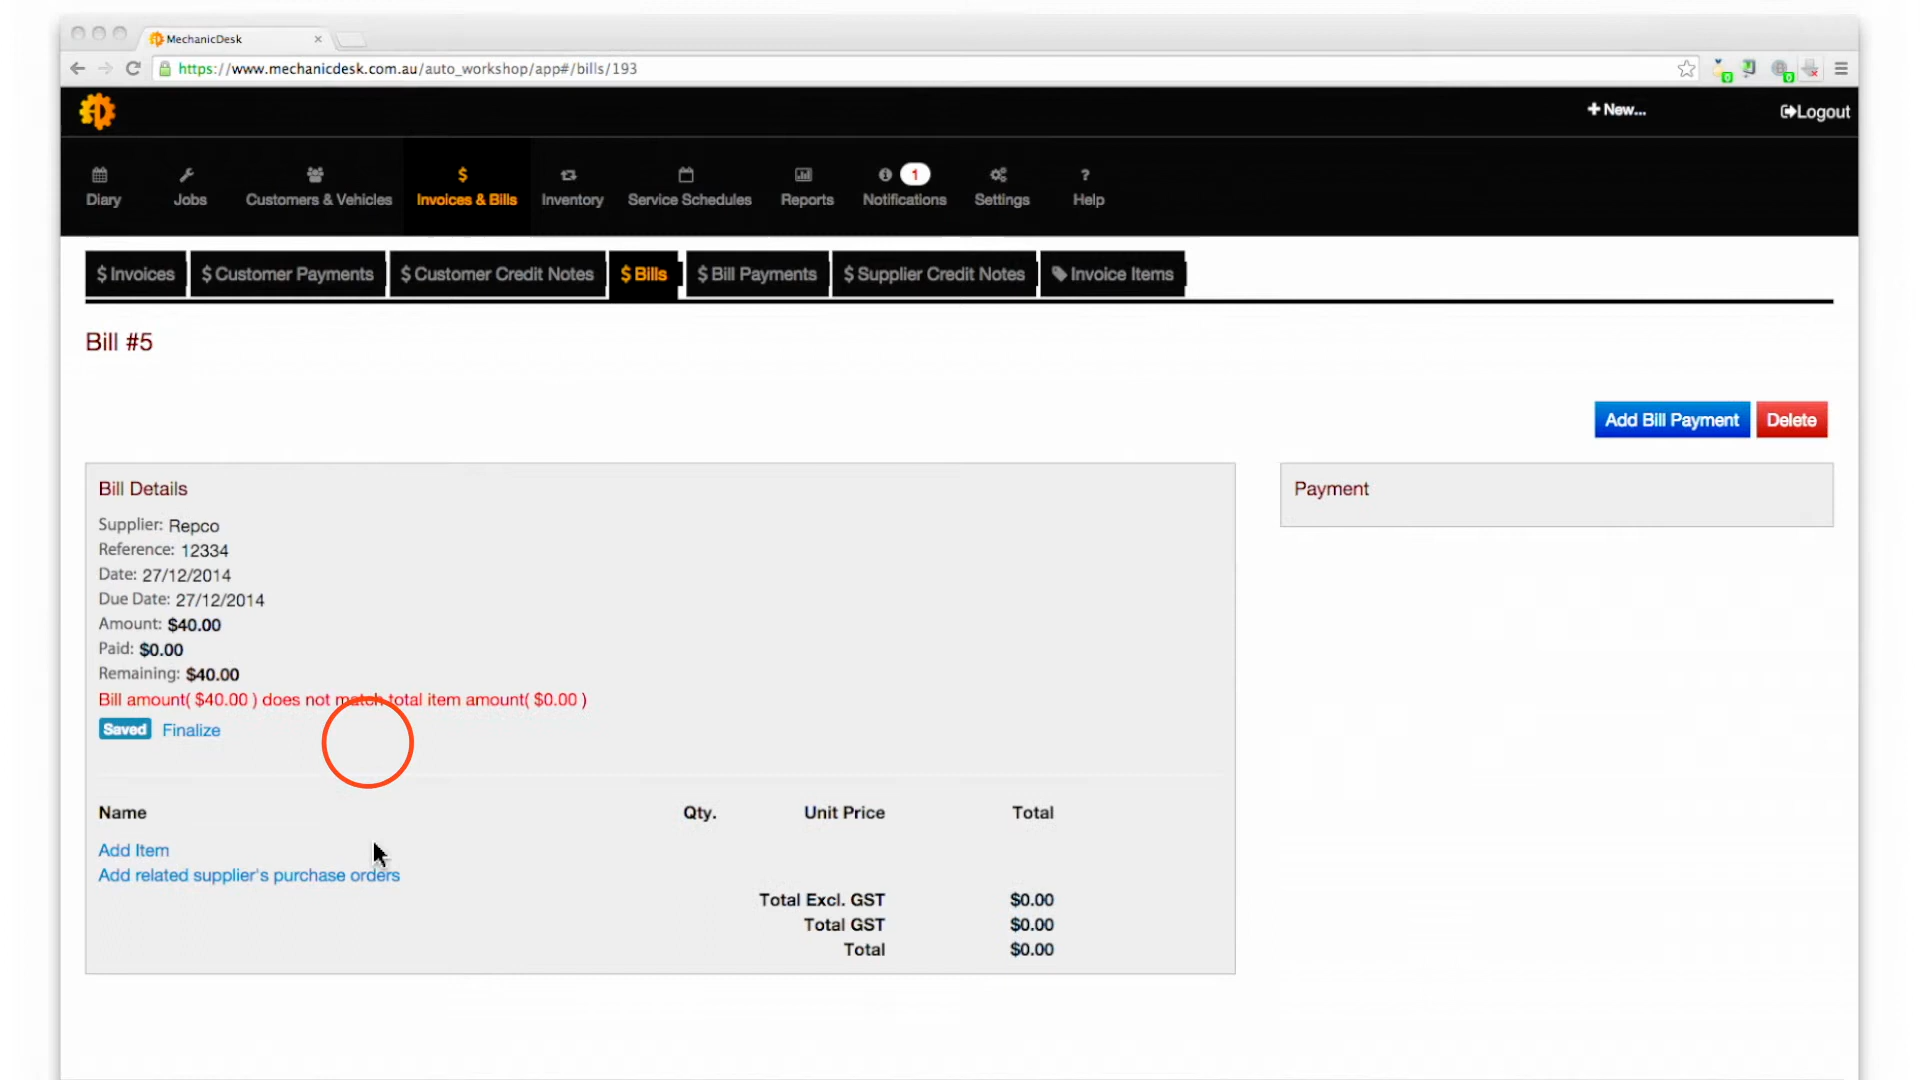 MechanicDesk
https://www.mechanicdesk.com.au/auto_workshop/app#/bills/193
New...
Logout
1
Diary
Jobs
Customers & Vehicles
Invoices & Bills
Inventory
Service Schedules
Reports
Notifications
Settings
Help
$ Invoices
$ Customer Payments
$ Customer Credit Notes
$ Bills
$ Bill Payments
$ Supplier Credit Notes
Invoice Items
Bill #5
Add Bill Payment
Delete
Bill Details
Payment
Supplier: Repco
Reference: 12334
Date: 27/12/2014
Due Date: 27/12/2014
Amount: $40.00
Paid: $0.00
Remaining: $40.00
Bill amount( $40.00 ) does not match total item amount( $0.00 )
Saved Finalize
Name Qty. Unit Price Total
Add Item
Add related supplier's purchase orders
Total Excl. GST $0.00
Total GST $0.00
Total $0.00